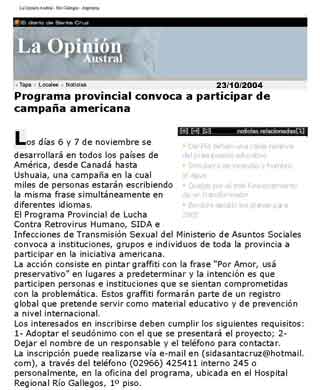 La Opinión Austral - Río Gallegos - Argentina
El diario de Santa Cruz
La Opinión
Austral
- Tapa - Locales - Noticias
23/10/2004
Programa provincial convoca a participar de
campaña americana
noticias relacionadas
Los días 6 y 7 de noviembre se
desarrollará en todos los países de
América, desde Canadá hasta
Ushuaia, una campaña en la cual
miles de personas estarán escribiendo
la misma frase simultáneamente en
diferentes idiomas.
El Programa Provincial de Lucha
Contra Retrovirus Humano, SIDA e
Infecciones de Transmisión Sexual del Ministerio de Asuntos Sociales
convoca a instituciones, grupos e individuos de toda la provincia a
participar en la iniciativa americana.
La acción consiste en pintar graffiti con la frase "Por Amor, usá
preservativo" en lugares a predeterminar y la intención es que
participen personas e instituciones que se sientan comprometidas
con la problemática. Estos graffiti formarán parte de un registro
global que pretende servir como material educativo y de prevención
a nivel internacional.
Los interesados en inscribirse deben cumplir los siguientes requisitos:
1- Adoptar el seudónimo con el que se presentará el proyecto; 2-
Dejar el nombre de un responsable y el teléfono para contactar.
La inscripción puede realizarse vía e-mail en (sidasantacruz@hotmail.
com), a través del teléfono (02966) 425411 interno 245 o
personalmente, en la oficina del programa, ubicada en el Hospital
Regional Río Gallegos, 1º piso.